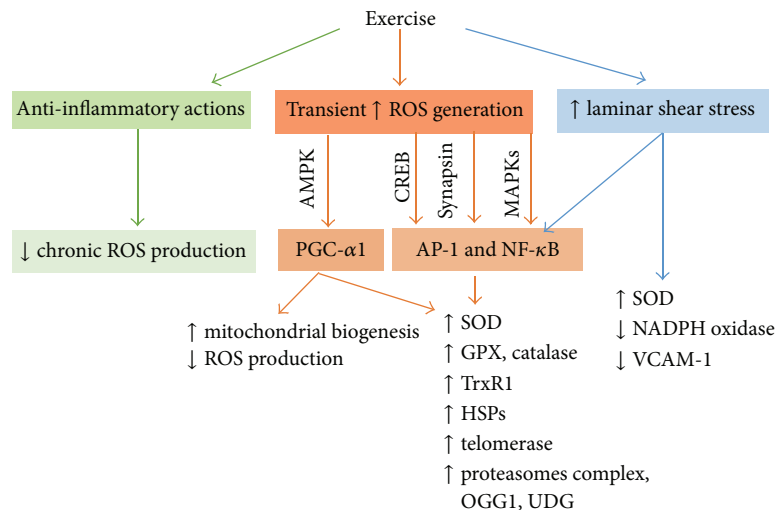 Exercise
Anti-inflammatory actions
Transient ↑ ROS generation
↑ laminar shear stress
AMPK
CREB
Synapsin
MAPKs
↓ chronic ROS production
PGC-α1
AP-1 and NF-κB
↑ mitochondrial biogenesis
↓ ROS production
↑ SOD
↑ GPX, catalase
↑ TrxR1
↑ HSPs
↑ telomerase
↑ proteasomes complex,
OGG1, UDG
↑ SOD
↓ NADPH oxidase
↓ VCAM-1